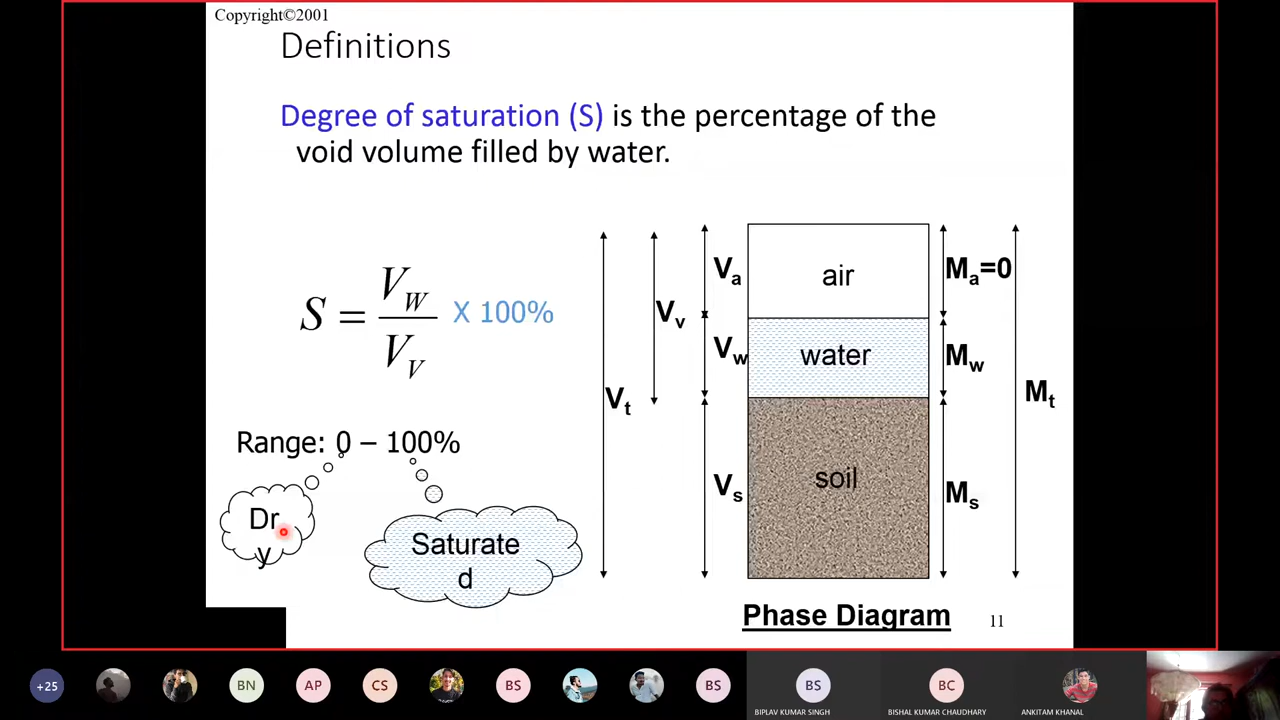 Copyright©2001
Definitions
Degree of saturation (S) is the percentage of the
void volume filled by water.
S = V_W / V_V X 100%
Range: 0 – 100%
Dr
y
Saturate
d
V_t
V_v
V_a
V_w
V_s
air
water
soil
M_a=0
M_w
M_s
M_t
Phase Diagram
11
+25
BN
AP
CS
BS
BS
BS
BIPLAV KUMAR SINGH
BC
BISHAL KUMAR CHAUDHARY
ANKITAM KHANAL